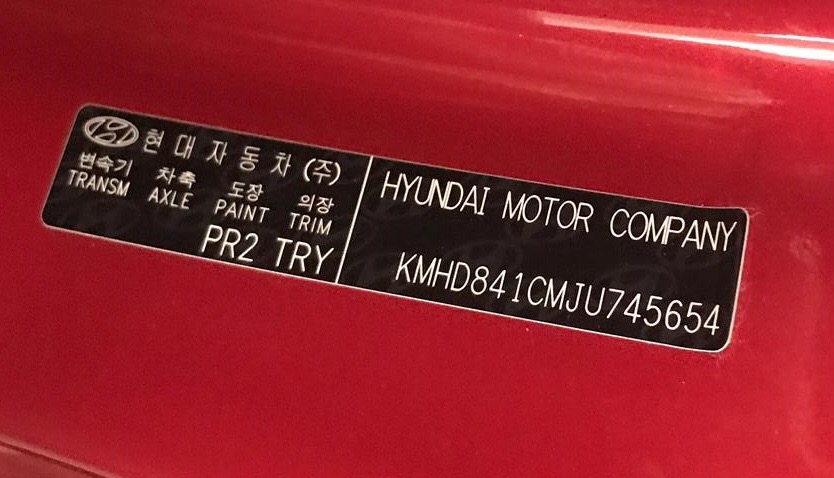 현대자동차(주)
변속기 차축 도장 의장
TRANSM AXLE PAINT TRIM
PR2 TRY
HYUNDAI MOTOR COMPANY
KMHD841CMJU745654